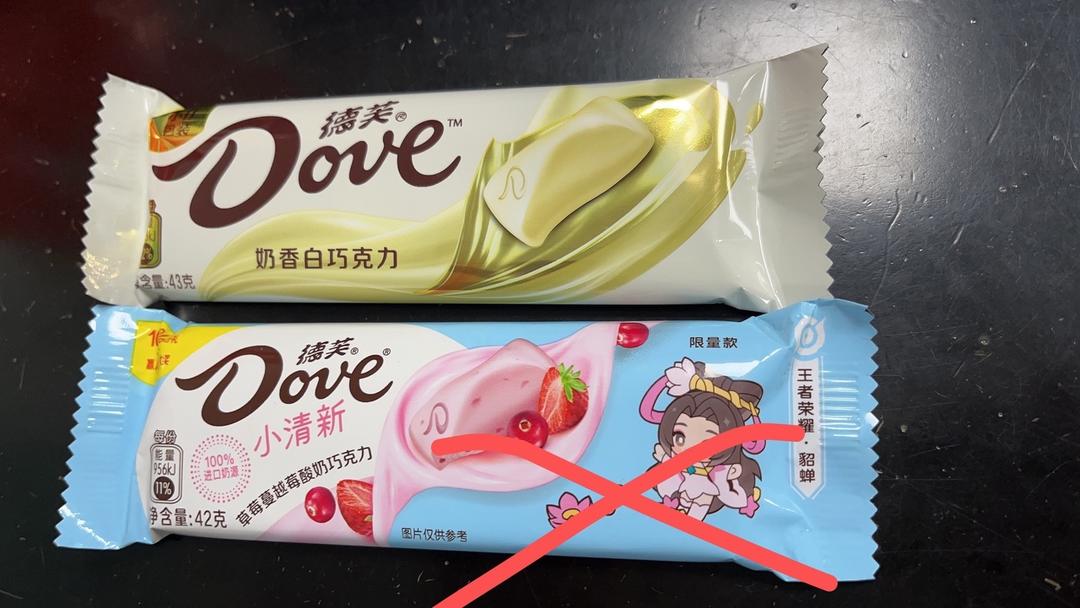 德芙®
Dove™
奶香白巧克力
净含量:43克
德芙®
Dove®
小清新
草莓蔓越莓酸奶巧克力
每份
能量
956kJ
11%
100%
进口奶源
净含量:42克
图片仅供参考
限量款
王者荣耀·貂蝉